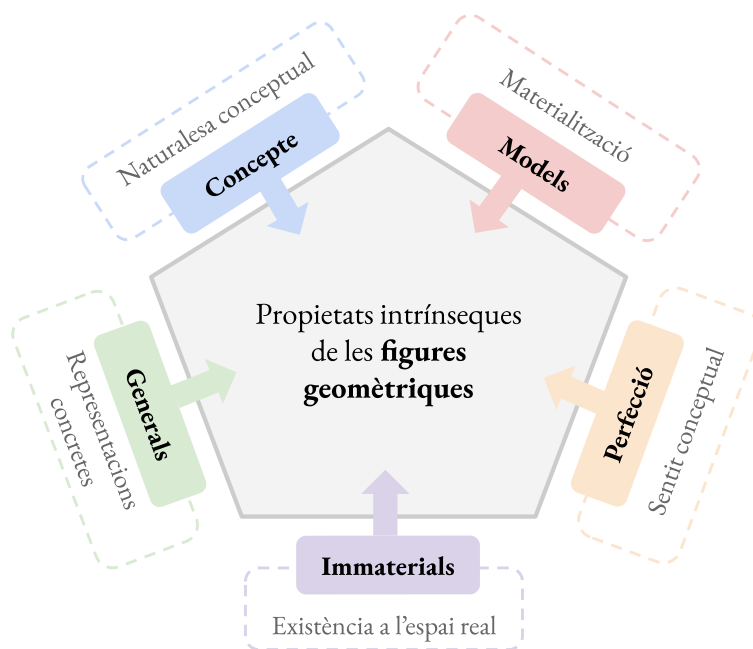 Naturalesa conceptual
Concepte
Materialització
Models
Propietats intrínseques
de les figures
geomètriques
Generals
Representacions
concretes
Perfecció
Sentit conceptual
Immaterials
Existència a l'espai real